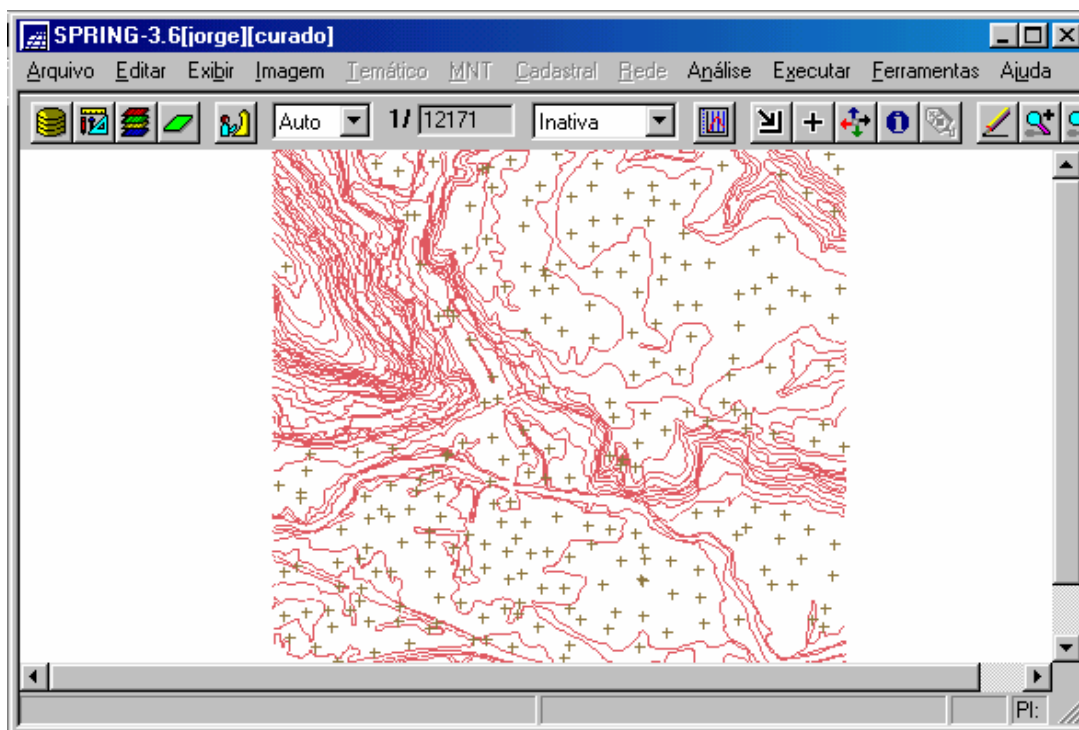 SPRING-3.6[jorge][curado]
Arquivo Editar Exibir Imagem Temático MNT Cadastral Rede Análise Executar Ferramentas Ajuda
Auto 1/ 12171 Inativa
PI: